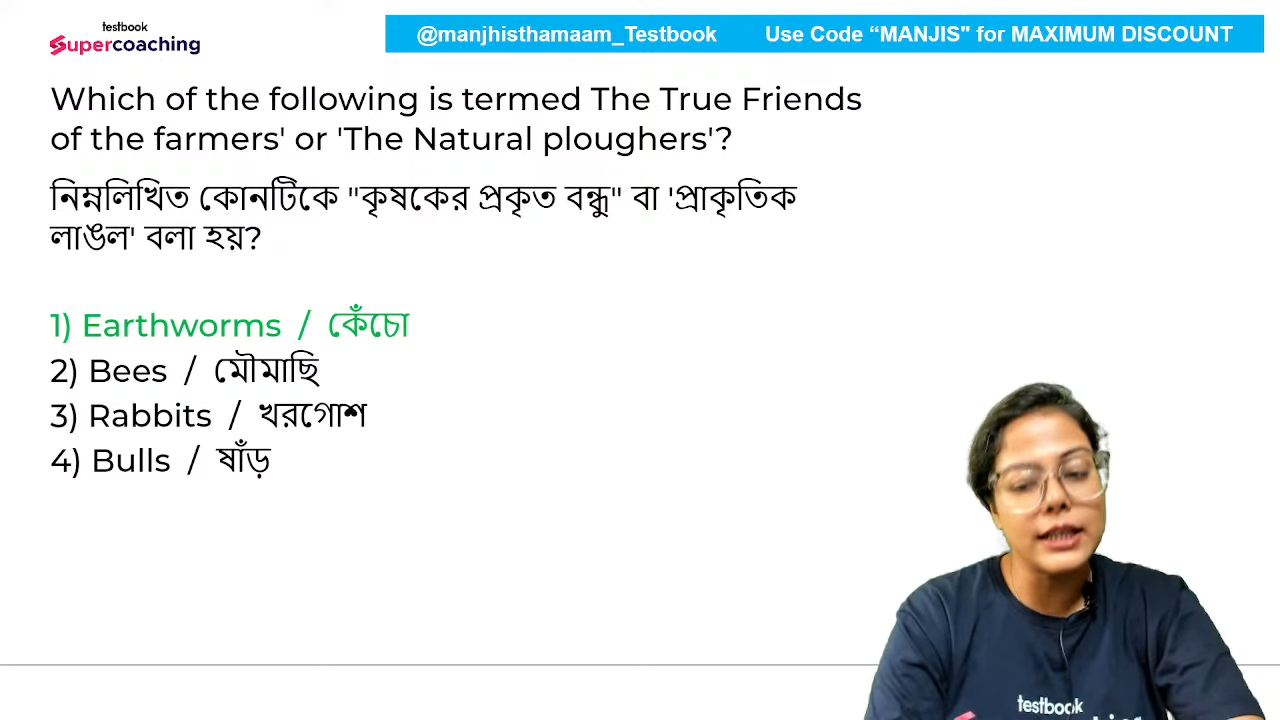 testbook
Supercoaching
@manjhisthamaam_Testbook Use Code “MANJIS" for MAXIMUM DISCOUNT
Which of the following is termed The True Friends
of the farmers' or 'The Natural ploughers'?
নিম্নলিখিত কোনটিকে "কৃষকের প্রকৃত বন্ধু" বা 'প্রাকৃতিক
লাঙল' বলা হয়?
1) Earthworms / কেঁচো
2) Bees / মৌমাছি
3) Rabbits / খরগোশ
4) Bulls / ষাঁড়
testbook